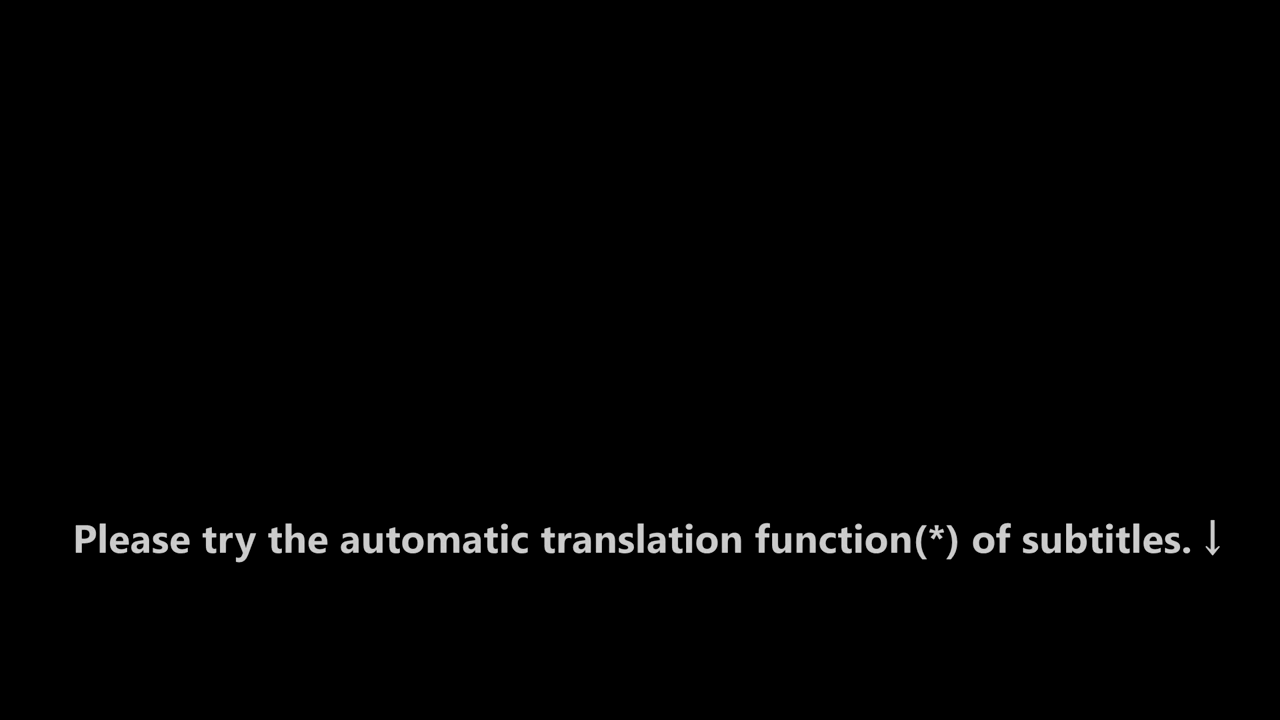 Please try the automatic translation function(*) of subtitles.↓